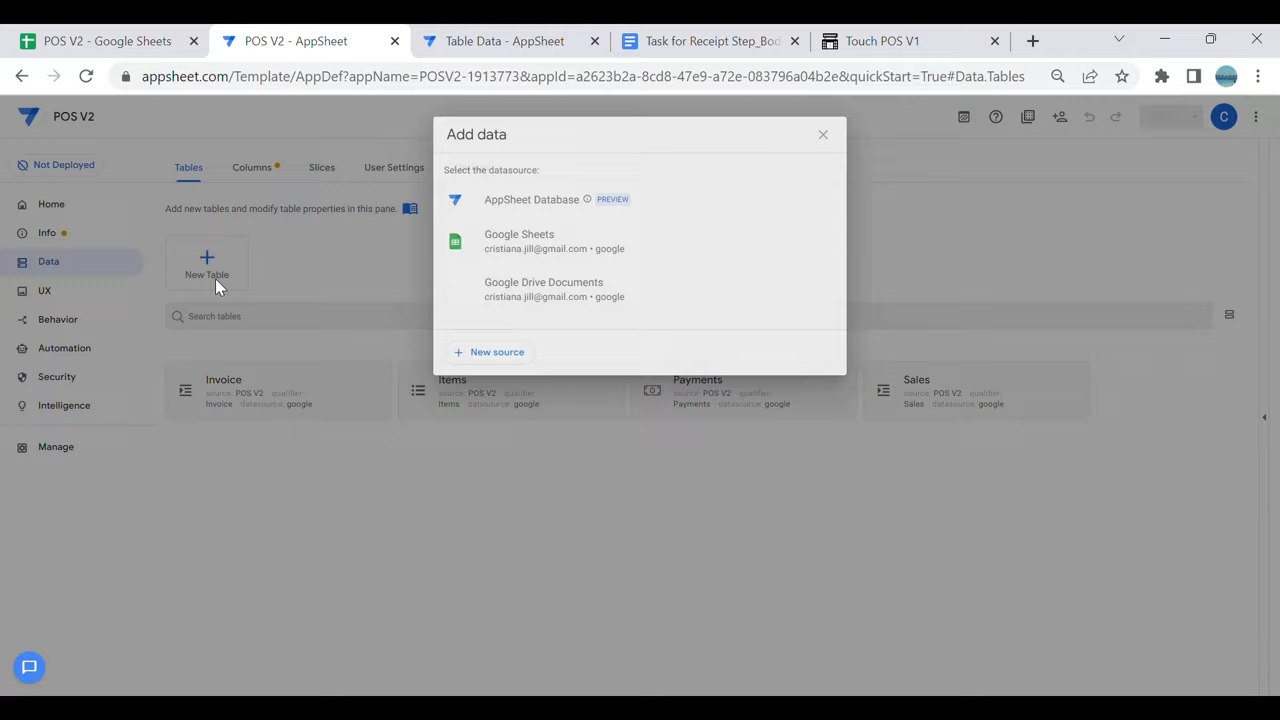 POS V2 - Google Sheets
POS V2 - AppSheet
Table Data - AppSheet
Task for Receipt Step_Bod
Touch POS V1
appsheet.com/Template/AppDef?appName=POSV2-1913773&appId=a2623b2a-8cd8-47e9-a72e-083796a04b2e&quickStart=True#Data.Tables
POS V2
C
Not Deployed
Home
Info
Data
UX
Behavior
Automation
Security
Intelligence
Manage
Tables
Columns
Slices
User Settings
Add new tables and modify table properties in this pane.
New Table
Search tables
Invoice
source: POS V2 qualifier:
Invoice datasource: google
Items
source: POS V2 qualifier:
Items datasource: google
Payments
source: POS V2 qualifier:
Payments datasource: google
Sales
source: POS V2 qualifier:
Sales datasource: google
Add data
Select the datasource:
AppSheet Database PREVIEW
Google Sheets
cristiana.jill@gmail.com • google
Google Drive Documents
cristiana.jill@gmail.com • google
New source